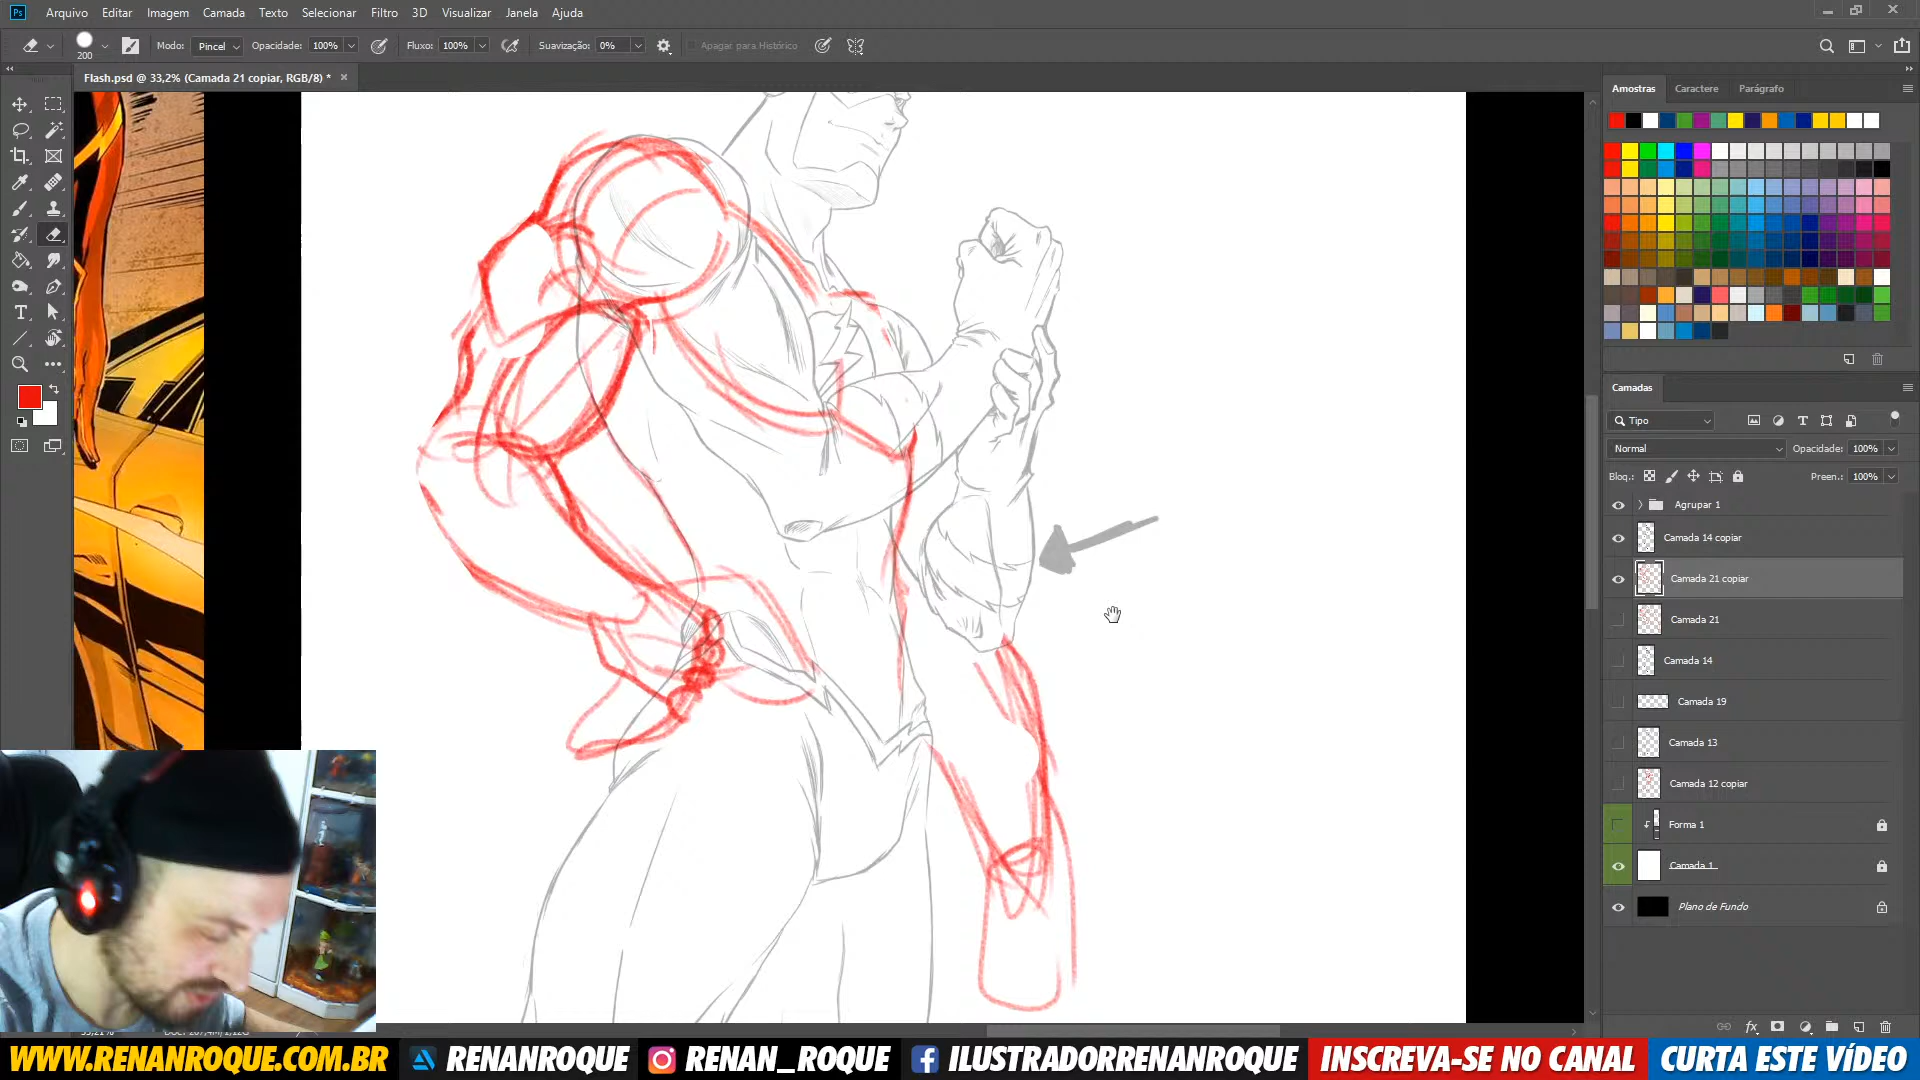 Ps Arquivo Editar Imagem Camada Texto Selecionar Filtro 3D Visualizar Janela Ajuda
200 Modo: Pincel Opacidade: 100% Fluxo: 100% Suavização: 0% Apagar para Histórico
Flash.psd @ 33,2% (Camada 21 copiar, RGB/8) *
Amostras Caractere Parágrafo
Camadas
Tipo
Normal Opacidade: 100%
Bloq.: Preen.: 100%
Agrupar 1
Camada 14 copiar
Camada 21 copiar
Camada 21
Camada 14
Camada 19
Camada 13
Camada 12 copiar
Forma 1
Camada 1
Plano de Fundo
WWW.RENANROQUE.COM.BR RENANROQUE RENAN_ROQUE ILUSTRADORRENANROQUE INSCREVA-SE NO CANAL CURTA ESTE VÍDEO